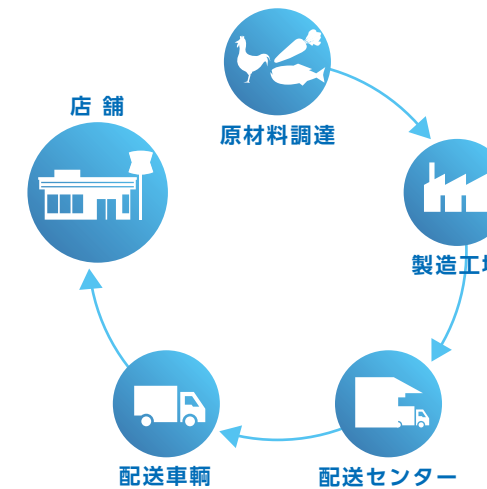 店舗
原材料調達
製造工場
配送車輌
配送センター